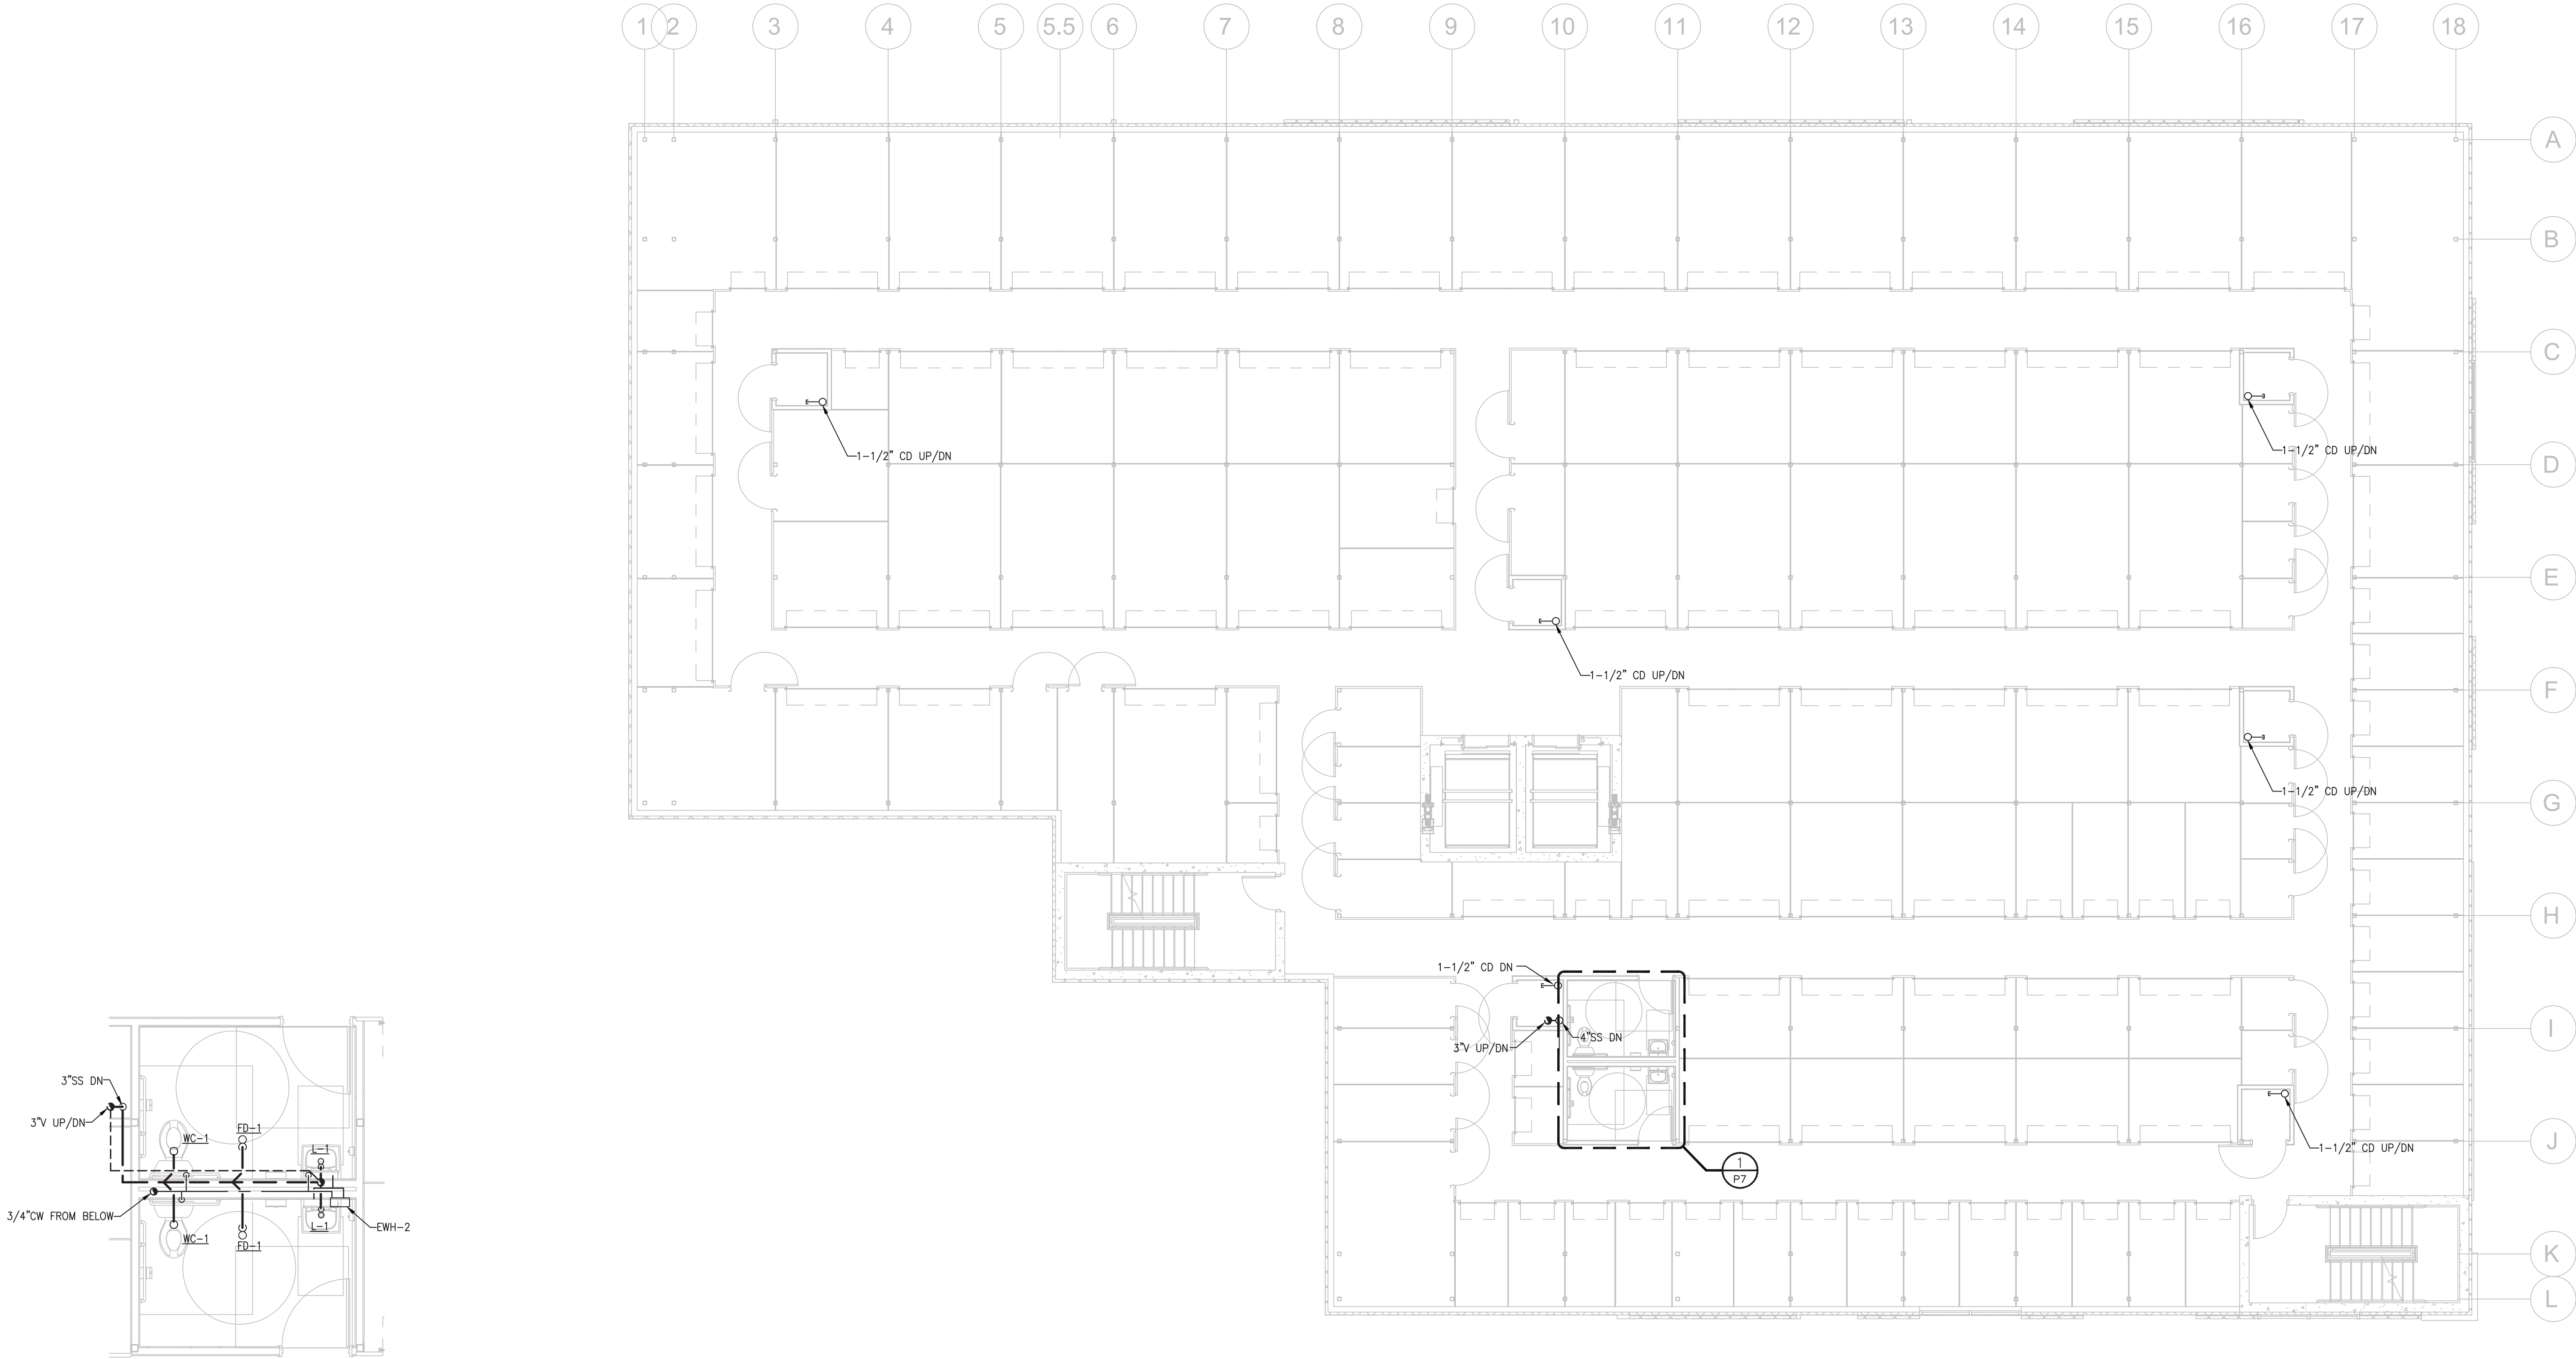 1 2 3 4 5 5.5 6 7 8 9 10 11 12 13 14 15 16 17 18
A
B
C
1-1/2" CD UP/DN
1-1/2" CD UP/DN
D
E
1-1/2" CD UP/DN
F
1-1/2" CD UP/DN
G
H
1-1/2" CD DN
4"SS DN
3"V UP/DN
I
J
1-1/2" CD UP/DN
1
P7
K
L
3"SS DN
3"V UP/DN
WC-1
FD-1
L-1
3/4"CW FROM BELOW
L-1
EWH-2
WC-1
FD-1